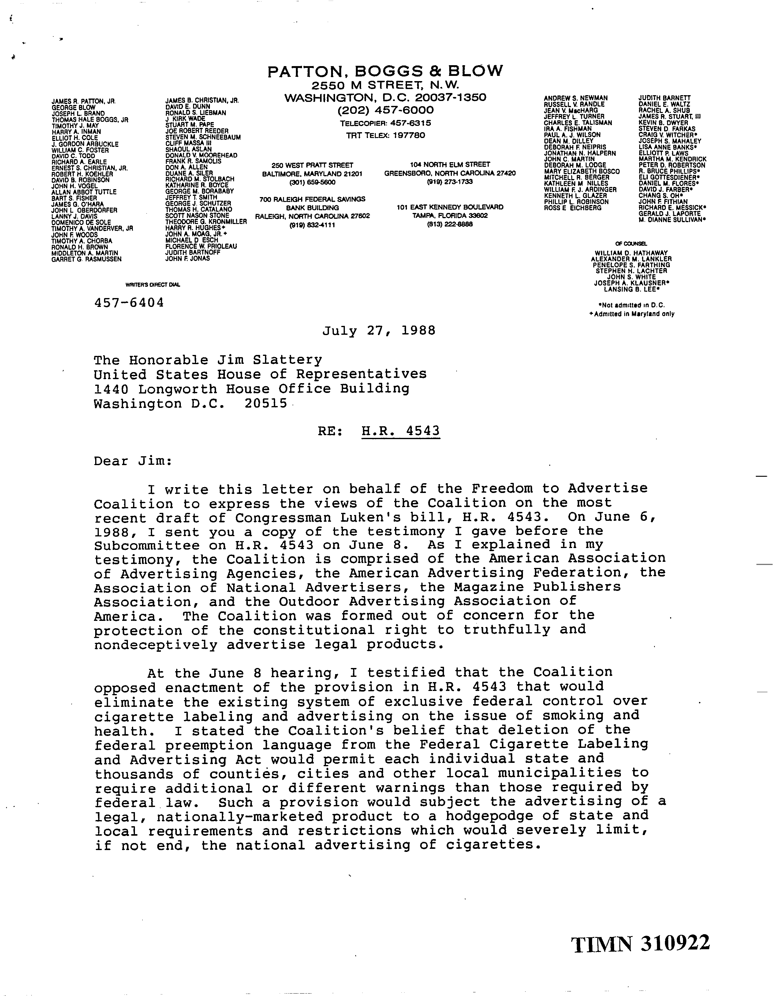 PATTON, BOGGS & BLOW
2550 M STREET, N.W.
WASHINGTON, D.C. 20037-1350
(202) 457-6000
TELECOPIER: 457-6315
TRT TELEX: 197780
JAMES R. PATTON, JR.
GEORGE BLOW
JOSEPH L. BRAND
THOMAS HALE BOGGS, JR
TIMOTHY J. MAY
HARRY A. INMAN
ELLIOT H. COLE
J. GORDON ARBUCKLE
WILLIAM C. FOSTER
DAVID C. TODD
RICHARD A. EARLE
ERNEST S. CHRISTIAN, JR.
ROBERT H. KOEHLER
DAVID B. ROBINSON
JOHN H. VOGEL
ALLAN ABBOT TUTTLE
BART S. FISHER
JAMES G. O'HARA
JOHN L. OBERDORFER
LANNY J. DAVIS
DOMENICO DE SOLE
TIMOTHY A. VANDERVER, JR
JOHN F. WOODS
TIMOTHY A. CHORBA
RONALD H. BROWN
MIDDLETON A. MARTIN
GARRET G. RASMUSSEN
JAMES B. CHRISTIAN, JR.
DAVID E. DUNN
RONALD S. LIEBMAN
J. KIRK WADE
STUART M. PAPE
JOE ROBERT REEDER
STEVEN M. SCHNEEBAUM
CLIFF MASSA III
SHAOUL ASLAN
DONALD V. MOOREHEAD
FRANK R. SAMOLIS
DON A. ALLEN
DUANE A. SILER
RICHARD M. STOLBACH
KATHARINE R. BOYCE
GEORGE M. BORABABY
JEFFREY T. SMITH
GEORGE J. SCHUTZER
THOMAS H. CATALANO
SCOTT NASON STONE
THEODORE G. KRONMILLER
HARRY R. HUGHES+
JOHN A. MOAG, JR.+
MICHAEL D. ESCH
FLORENCE W. PRIOLEAU
JUDITH BARTNOFF
JOHN F. JONAS
250 WEST PRATT STREET
BALTIMORE, MARYLAND 21201
(301) 659-5600
700 RALEIGH FEDERAL SAVINGS
BANK BUILDING
RALEIGH, NORTH CAROLINA 27602
(919) 832-4111
104 NORTH ELM STREET
GREENSBORO, NORTH CAROLINA 27420
(919) 273-1733
101 EAST KENNEDY BOULEVARD
TAMPA, FLORIDA 33602
(813) 222-8888
ANDREW S. NEWMAN
RUSSELL V. RANDLE
JEAN V. MacHARG
JEFFREY L. TURNER
CHARLES E. TALISMAN
IRA A. FISHMAN
PAUL A. J. WILSON
DEAN M. DILLEY
DEBORAH F. NEIPRIS
JONATHAN N. HALPERN
JOHN C. MARTIN
DEBORAH M. LODGE
MARY ELIZABETH BOSCO
MITCHELL R. BERGER
KATHLEEN M. NILLES
WILLIAM F. J. ARDINGER
KENNETH L. GLAZER
PHILLIP L. ROBINSON
ROSS E. EICHBERG
JUDITH BARNETT
DANIEL E. WALTZ
RACHEL A. SHUB
JAMES R. STUART, III
KEVIN B. DWYER
STEVEN D. FARKAS
CRAIG V. WITCHER*
JOSEPH S. MAHALEY
LISA ANNE BANKS*
ELLIOTT P. LAWS
MARTHA M. KENDRICK
PETER D. ROBERTSON
R. BRUCE PHILLIPS*
ELI GOTTESDIENER*
DANIEL M. FLORES*
DAVID J. FARBER*
CHANG S. OH*
JOHN F. FITHIAN
RICHARD E. MESSICK*
GERALD J. LAPORTE
M. DIANNE SULLIVAN*
OF COUNSEL
WILLIAM D. HATHAWAY
ALEXANDER M. LANKLER
PENELOPE S. FARTHING
STEPHEN H. LACHTER
JOHN S. WHITE
JOSEPH A. KLAUSNER*
LANSING B. LEE*
*Not admitted in D.C.
+Admitted in Maryland only
WRITER'S DIRECT DIAL
457-6404
July 27, 1988
The Honorable Jim Slattery
United States House of Representatives
1440 Longworth House Office Building
Washington D.C. 20515
RE: H.R. 4543
Dear Jim:
I write this letter on behalf of the Freedom to Advertise
Coalition to express the views of the Coalition on the most
recent draft of Congressman Luken's bill, H.R. 4543. On June 6,
1988, I sent you a copy of the testimony I gave before the
Subcommittee on H.R. 4543 on June 8. As I explained in my
testimony, the Coalition is comprised of the American Association
of Advertising Agencies, the American Advertising Federation, the
Association of National Advertisers, the Magazine Publishers
Association, and the Outdoor Advertising Association of
America. The Coalition was formed out of concern for the
protection of the constitutional right to truthfully and
nondeceptively advertise legal products.
At the June 8 hearing, I testified that the Coalition
opposed enactment of the provision in H.R. 4543 that would
eliminate the existing system of exclusive federal control over
cigarette labeling and advertising on the issue of smoking and
health. I stated the Coalition's belief that deletion of the
federal preemption language from the Federal Cigarette Labeling
and Advertising Act would permit each individual state and
thousands of counties, cities and other local municipalities to
require additional or different warnings than those required by
federal law. Such a provision would subject the advertising of a
legal, nationally-marketed product to a hodgepodge of state and
local requirements and restrictions which would severely limit,
if not end, the national advertising of cigarettes.
TIMN 310922